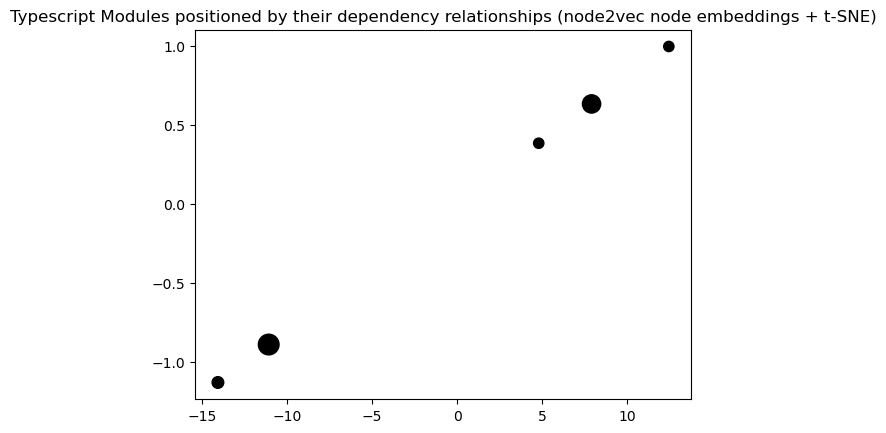 Typescript Modules positioned by their dependency relationships (node2vec node embeddings + t-SNE)
1.0
0.5
0.0
−0.5
−1.0
−15 −10 −5 0 5 10